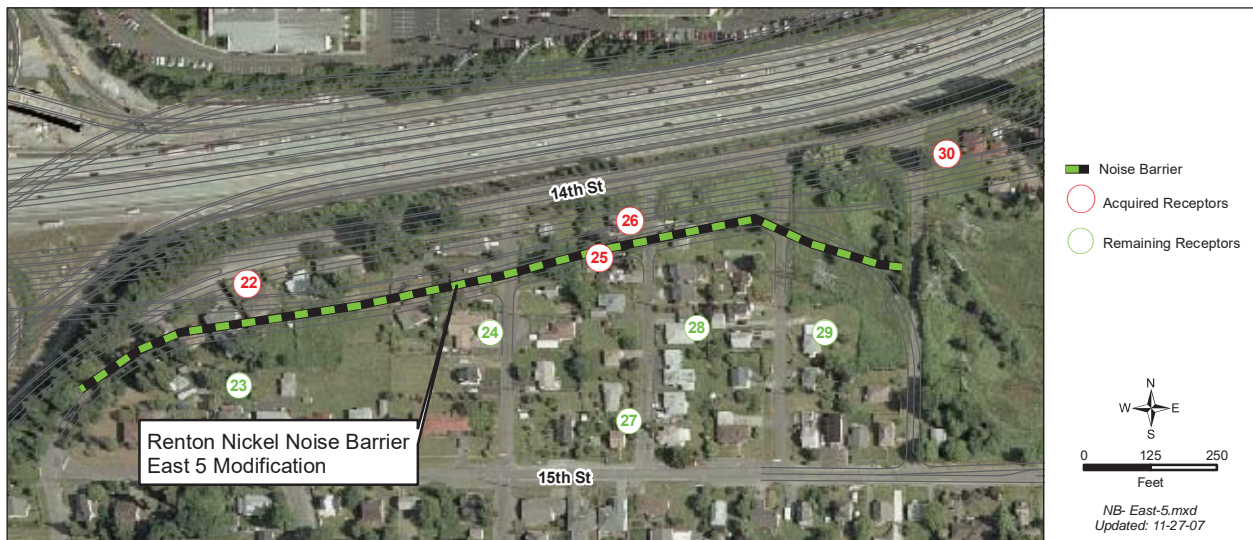 14th St
30
26
25
22
24
28
29
23
27
Renton Nickel Noise Barrier
East 5 Modification
15th St
Noise Barrier
Acquired Receptors
Remaining Receptors
N
W E
S
0 125 250
Feet
NB- East-5.mxd
Updated: 11-27-07